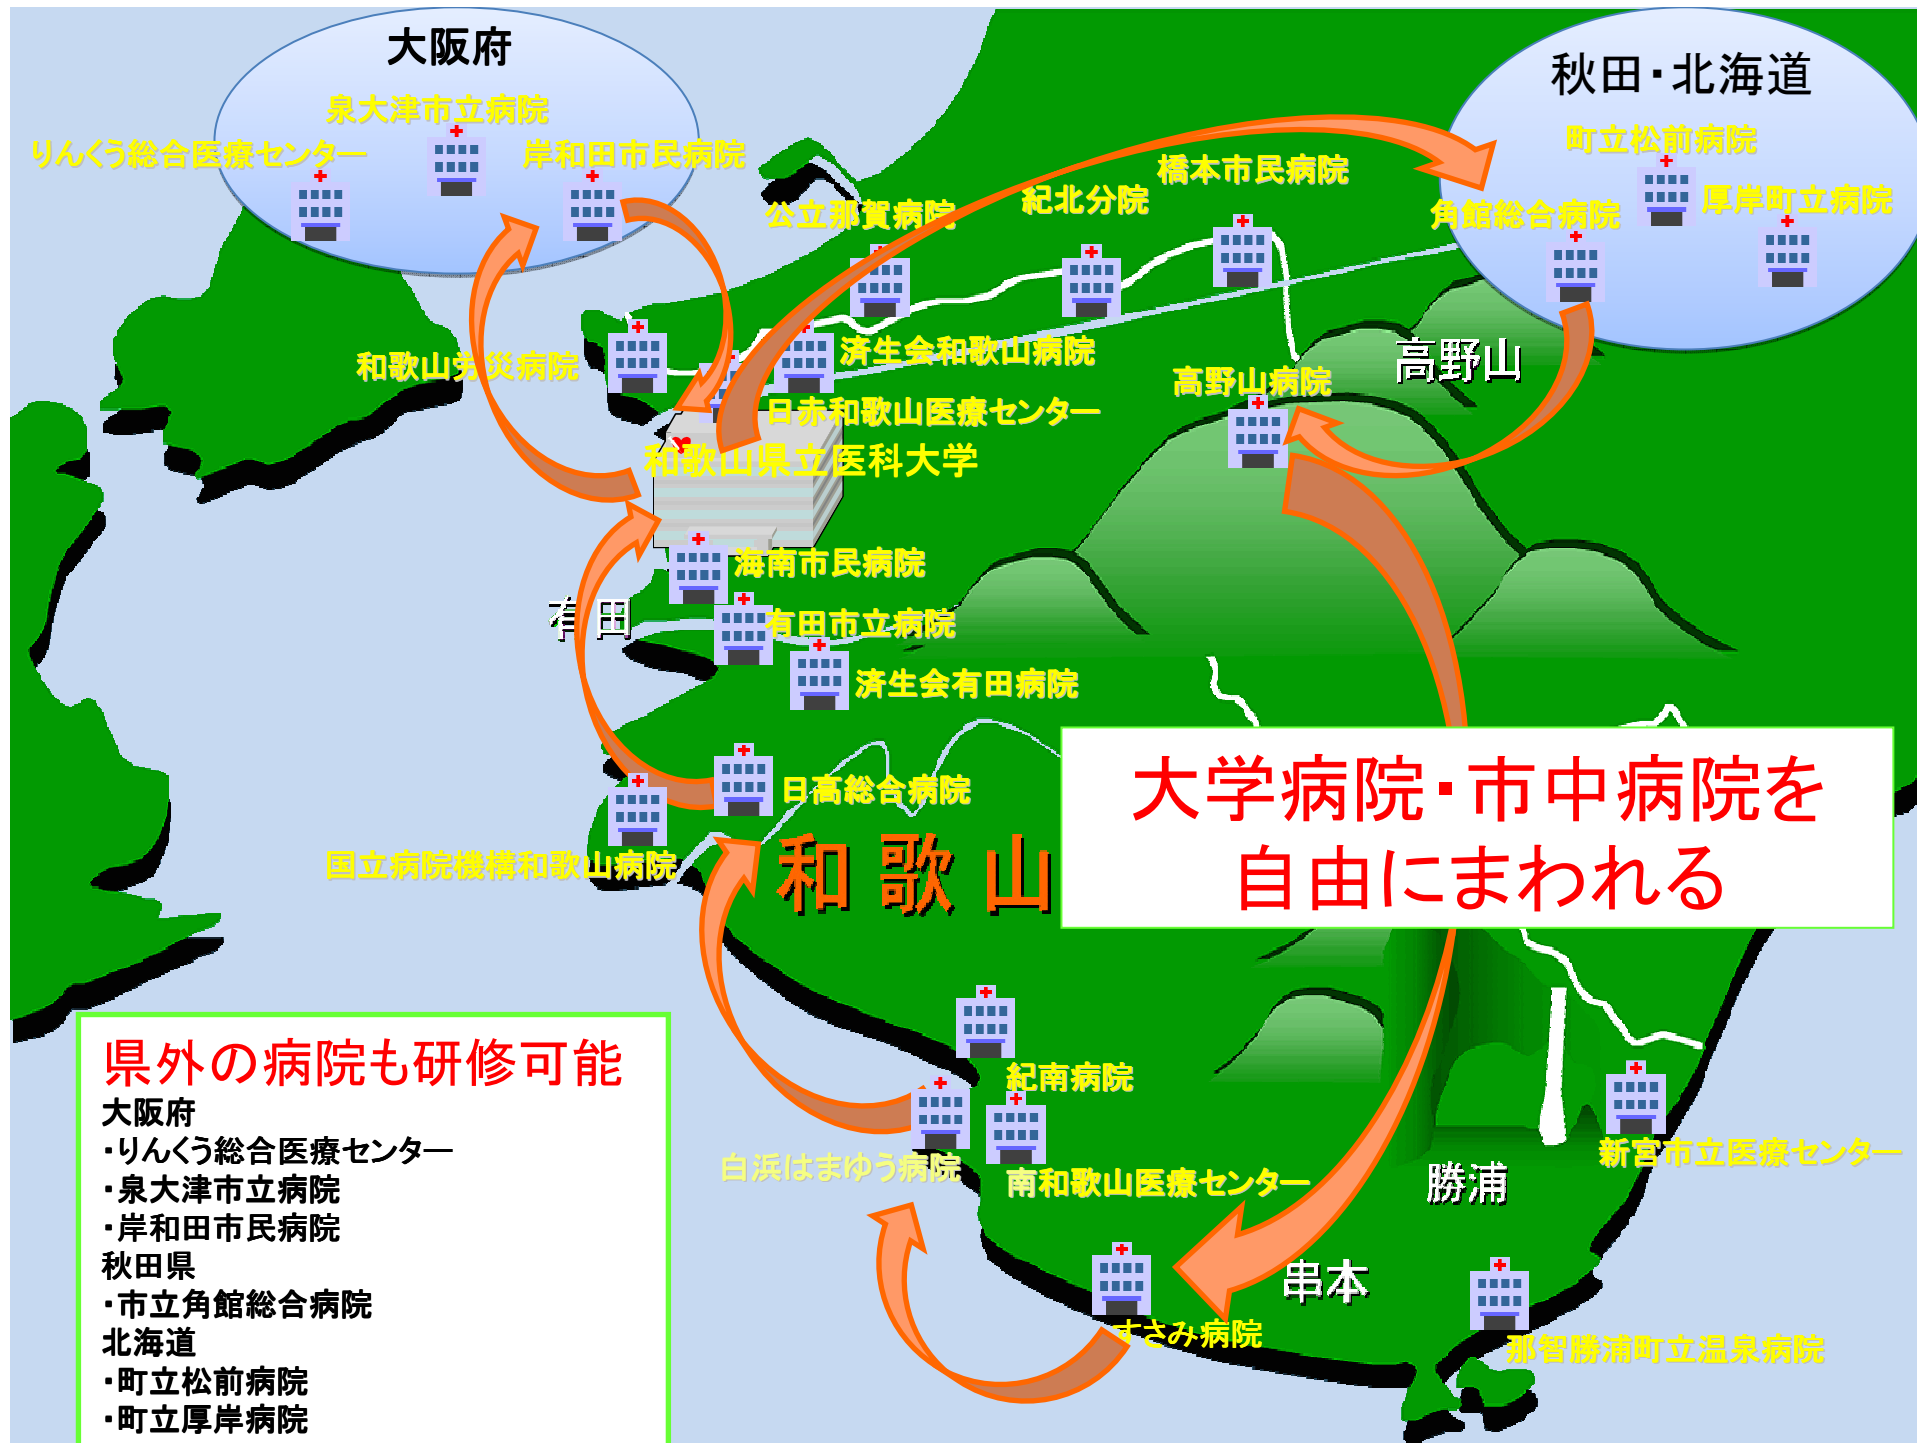 大阪府
秋田・北海道
泉大津市立病院
りんくう総合医療センター
岸和田市民病院
町立松前病院
厚岸町立病院
角館総合病院
橋本市民病院
紀北分院
公立那賀病院
和歌山労災病院
済生会和歌山病院
高野山
高野山病院
日赤和歌山医療センター
和歌山県立医科大学
海南市民病院
有田
有田市立病院
済生会有田病院
日高総合病院
国立病院機構和歌山病院
和歌山
大学病院・市中病院を
自由にまわれる
紀南病院
白浜はまゆう病院
南和歌山医療センター
新宮市立医療センター
勝浦
串本
すさみ病院
那智勝浦町立温泉病院
県外の病院も研修可能
大阪府
・りんくう総合医療センター
・泉大津市立病院
・岸和田市民病院
秋田県
・市立角館総合病院
北海道
・町立松前病院
・町立厚岸病院